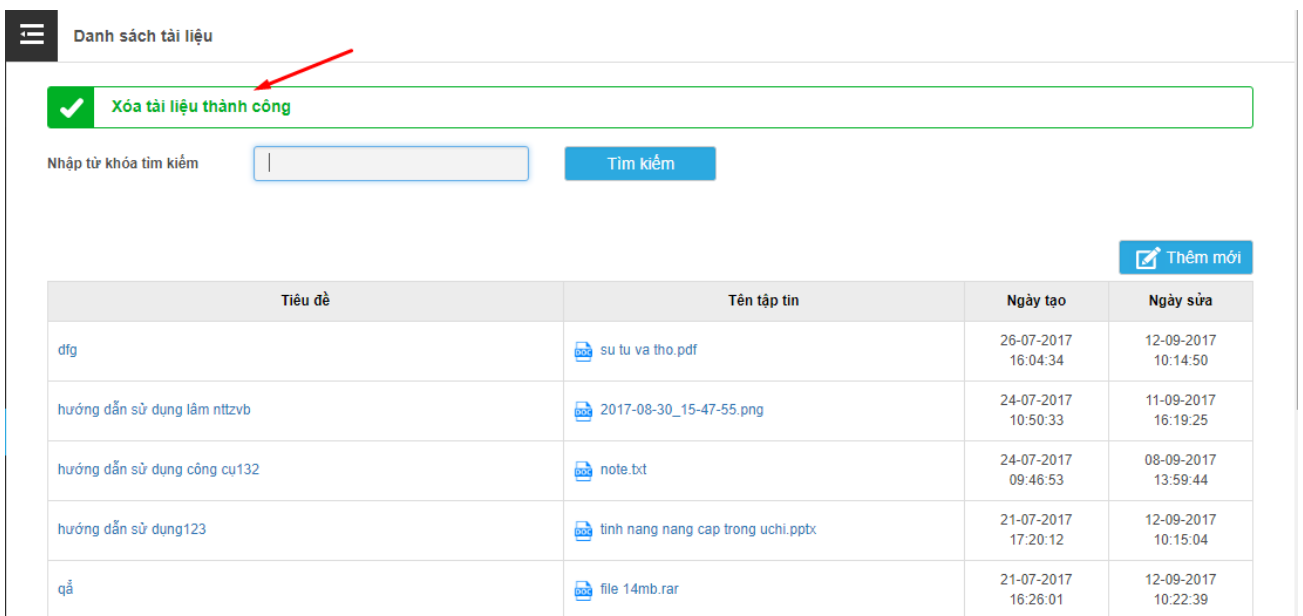 Danh sách tài liệu
Xóa tài liệu thành công
Nhập từ khóa tìm kiếm
Tìm kiếm
Thêm mới
Tiêu đề Tên tập tin Ngày tạo Ngày sửa
dfg DOC su tu va tho.pdf 26-07-2017 12-09-2017
16:04:34 10:14:50
hướng dẫn sử dụng lâm nttzvb DOC 2017-08-30_15-47-55.png 24-07-2017 11-09-2017
10:50:33 16:19:25
hướng dẫn sử dụng công cụ132 DOC note.txt 24-07-2017 08-09-2017
09:46:53 13:59:44
hướng dẫn sử dụng123 DOC tinh nang nang cap trong uchi.pptx 21-07-2017 12-09-2017
17:20:12 10:15:04
qẳ DOC file 14mb.rar 21-07-2017 12-09-2017
16:26:01 10:22:39